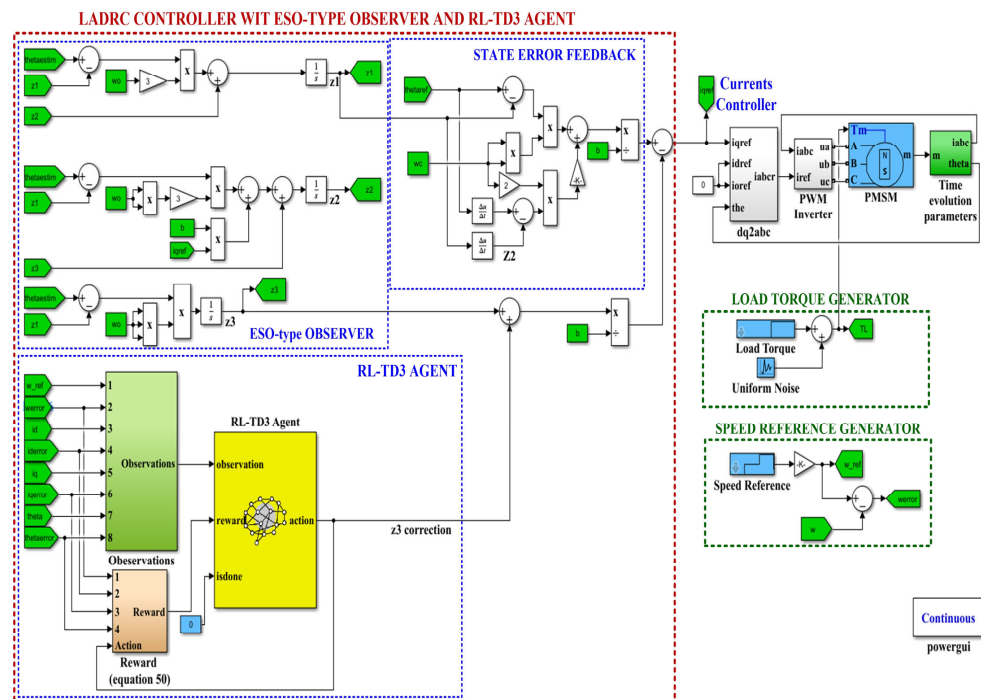 LADRC CONTROLLER WIT ESO-TYPE OBSERVER AND RL-TD3 AGENT
thetaestim
z1
wo
3
x
z2
1
s
z1
z1
thetaestim
z1
wo
x
3
x
b
iqref
x
z3
1
s
z2
z2
thetaestim
z1
wo
x
x
1
s
z3
z3
ESO-type OBSERVER
STATE ERROR FEEDBACK
thetaref
wc
x
x
2
x
-K-
Δu
Δt
Δu
Δt
Z2
b
x
÷
b
x
÷
iqref
Currents
Controller
0
iqref
idref
ioref
the
iabcr
dq2abc
iabc
iref
ua
ub
uc
PWM
Inverter
Tm
A
B
C
N
S
m
PMSM
m
iabc
theta
Time
evolution
parameters
LOAD TORQUE GENERATOR
Load Torque
TL
Uniform Noise
SPEED REFERENCE GENERATOR
Speed Reference
-K-
w_ref
werror
w
Continuous
powergui
RL-TD3 AGENT
w_ref
werror
id
iderror
iq
iqerror
theta
thetaerror
1
2
3
4
5
6
7
8
Observations
Obeservations
RL-TD3 Agent
observation
reward
action
isdone
0
z3 correction
1
2
3
4
Action
Reward
Reward
(equation 50)